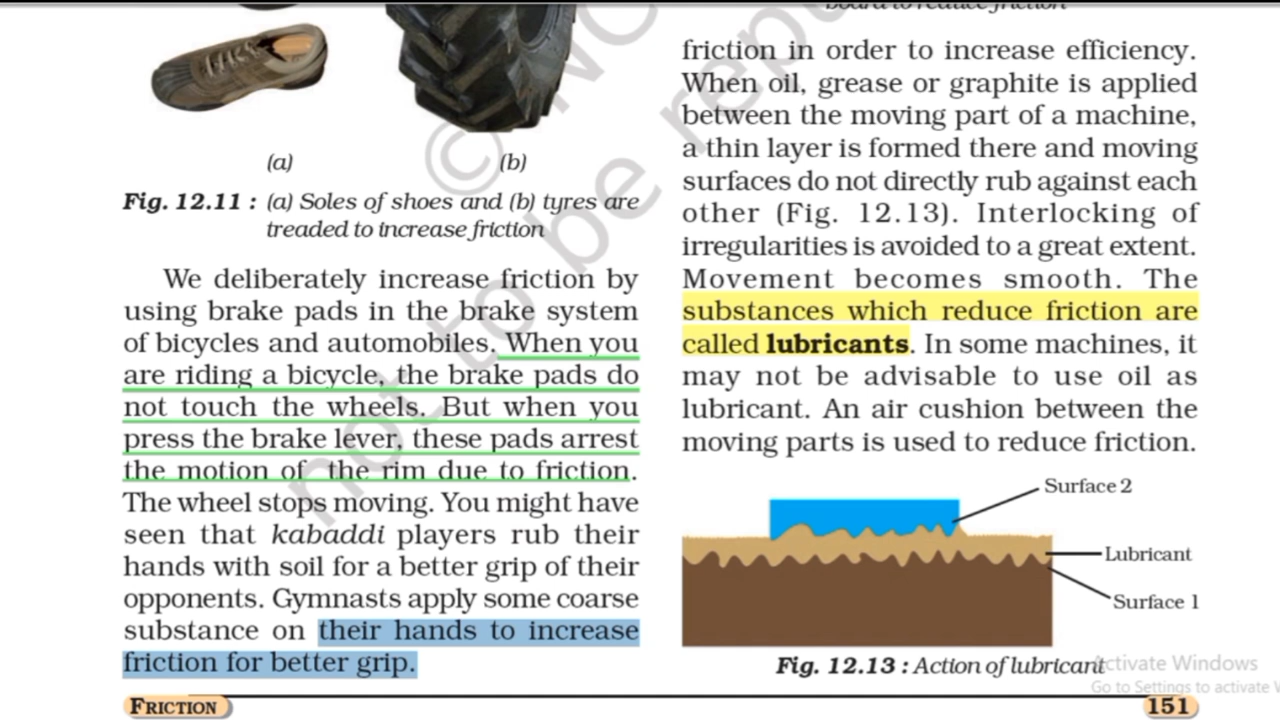 (a)
(b)
Fig. 12.11 : (a) Soles of shoes and (b) tyres are
treaded to increase friction
We deliberately increase friction by
using brake pads in the brake system
of bicycles and automobiles. When you
are riding a bicycle, the brake pads do
not touch the wheels. But when you
press the brake lever, these pads arrest
the motion of the rim due to friction.
The wheel stops moving. You might have
seen that kabaddi players rub their
hands with soil for a better grip of their
opponents. Gymnasts apply some coarse
substance on their hands to increase
friction for better grip.
board to reduce friction
friction in order to increase efficiency.
When oil, grease or graphite is applied
between the moving part of a machine,
a thin layer is formed there and moving
surfaces do not directly rub against each
other (Fig. 12.13). Interlocking of
irregularities is avoided to a great extent.
Movement becomes smooth. The
substances which reduce friction are
called lubricants. In some machines, it
may not be advisable to use oil as
lubricant. An air cushion between the
moving parts is used to reduce friction.
Surface 2
Lubricant
Surface 1
Fig. 12.13 : Action of lubricant
FRICTION
151
not to be
Activate Windows
Go to Settings to activate